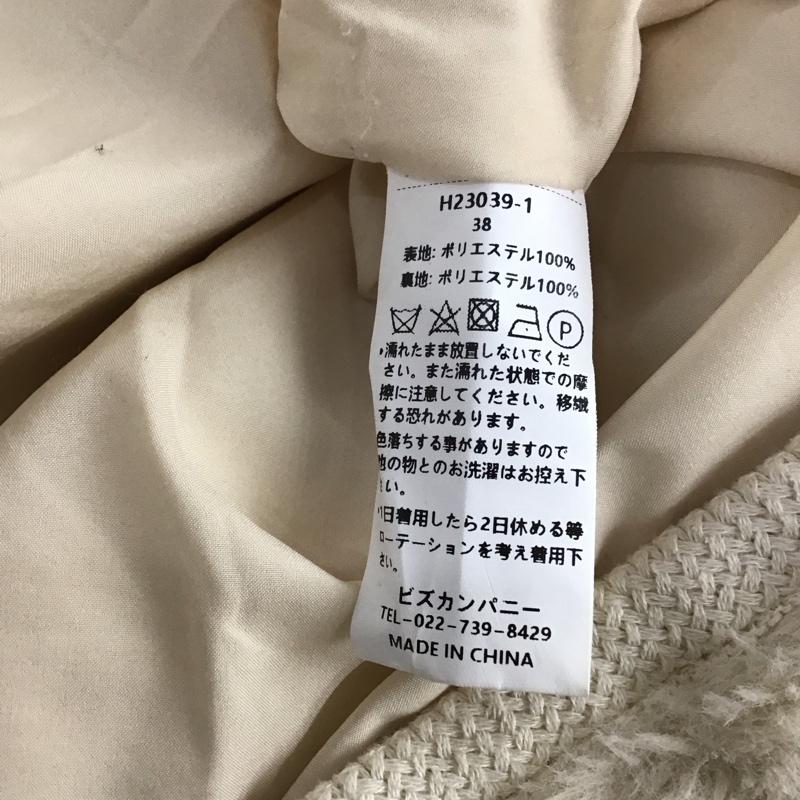 H23039-1
38
表地: ポリエステル100%
裏地: ポリエステル100%
P
•濡れたまま放置しないでくだ
さい。また濡れた状態での摩
擦に注意してください。移繊
する恐れがあります。
色落ちする事がありますので
他の物とのお洗濯はお控え下
さい。
・1日着用したら2日休める等
ローテーションを考え着用下
さい。
ビズカンパニー
TEL-022-739-8429
MADE IN CHINA